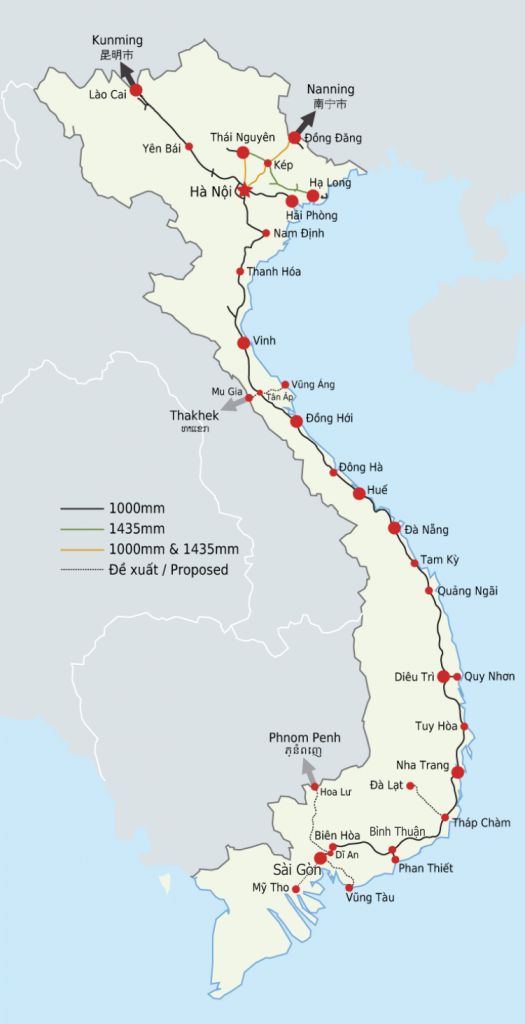 Kunming
昆明市
Lào Cai
Nanning
南宁市
Thái Nguyên
Đồng Đăng
Yên Bái
Kép
Hà Nội
Hạ Long
Hải Phòng
Nam Định
Thanh Hóa
Vinh
Vũng Áng
Mu Gia
Tân Ấp
Thakhek
ທ່າແຂກ
Đồng Hới
Đông Hà
Huế
1000mm
1435mm
1000mm & 1435mm
Đề xuất / Proposed
Đà Nẵng
Tam Kỳ
Quảng Ngãi
Diêu Trì
Quy Nhơn
Tuy Hòa
Phnom Penh
ភ្នំពេញ
Nha Trang
Hoa Lư
Đà Lạt
Tháp Chàm
Biên Hòa
Bình Thuận
Dĩ An
Sài Gòn
Phan Thiết
Mỹ Tho
Vũng Tàu